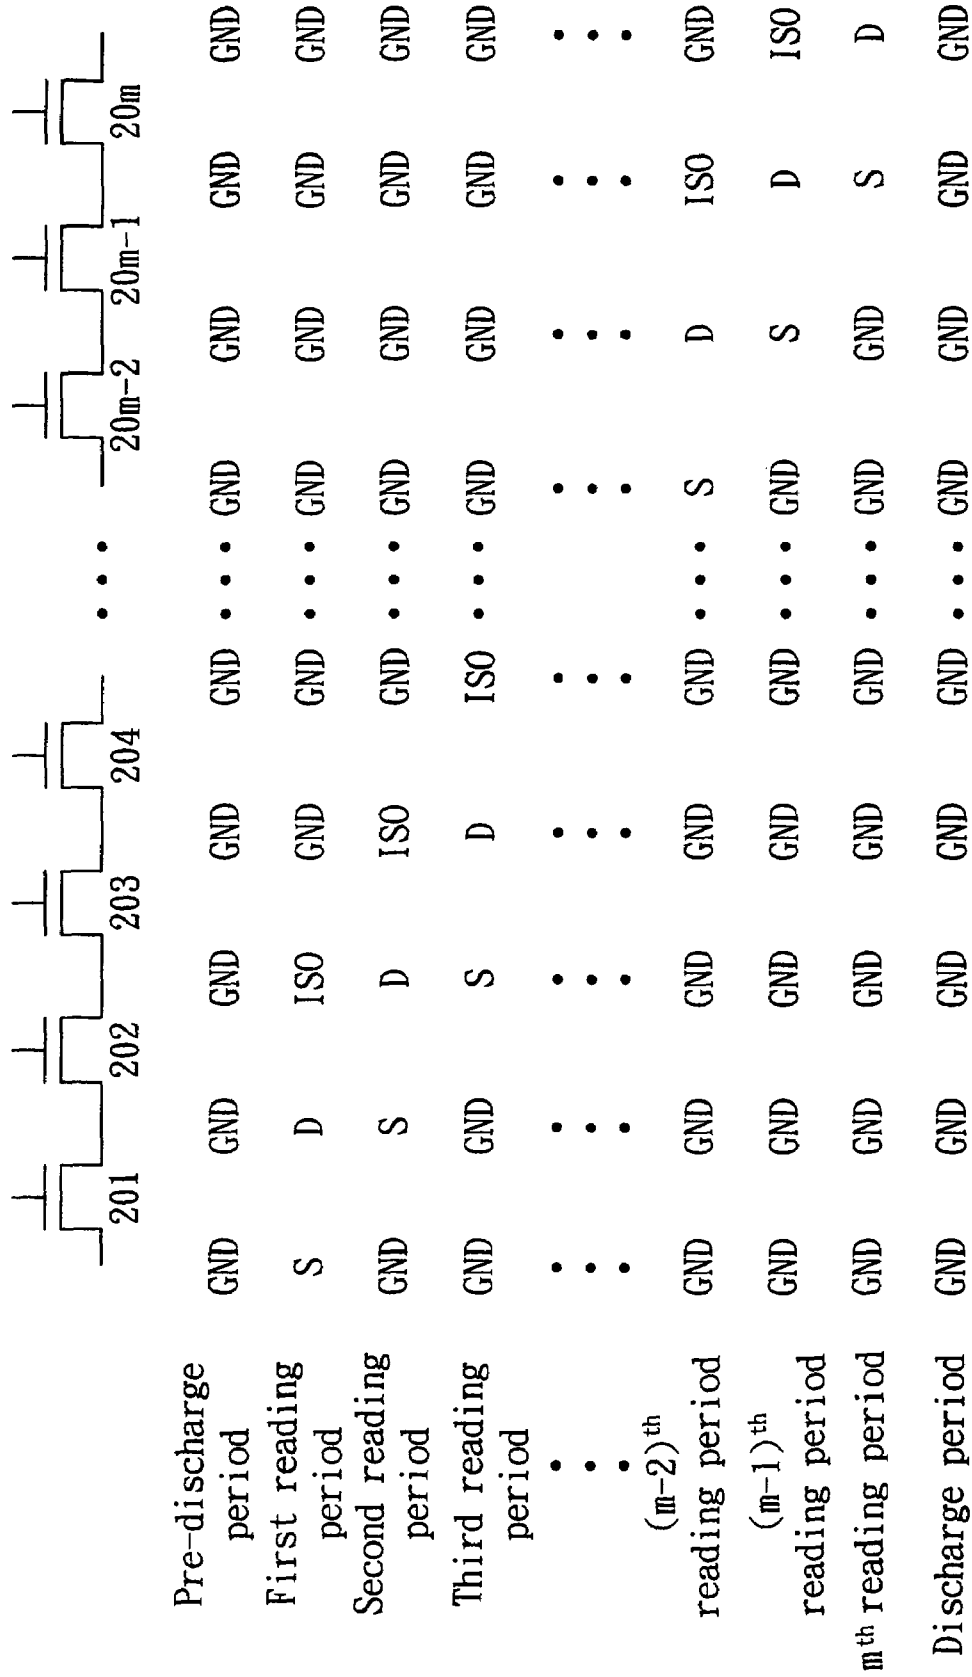 201 202 203 204 20m-2 20m-1 20m
Pre-discharge
period GND GND GND GND GND GND GND GND GND
First reading
period S D ISO GND GND GND GND GND GND
Second reading
period GND S D ISO GND GND GND GND GND
Third reading
period GND GND S D ISO GND GND GND GND
(m-2)th
reading period GND GND GND GND GND S D ISO GND
(m-1)th
reading period GND GND GND GND GND GND S D ISO
mth reading period GND GND GND GND GND GND GND S D
Discharge period GND GND GND GND GND GND GND GND GND